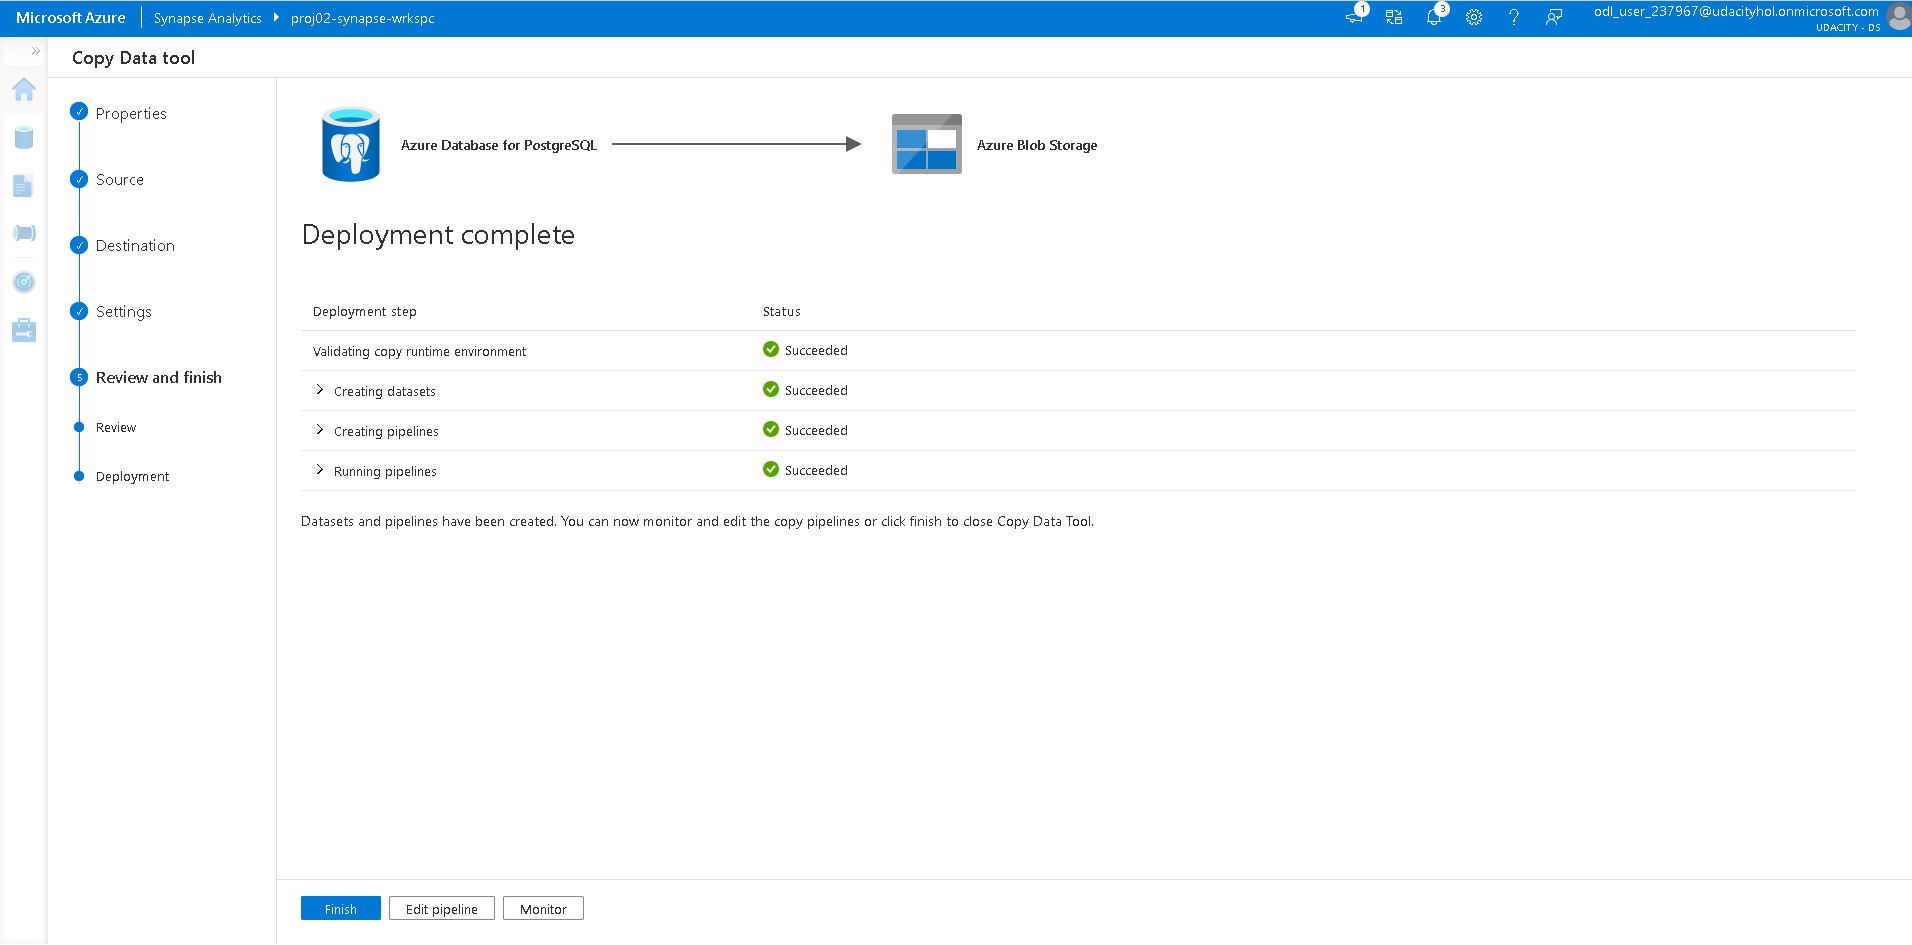 Microsoft Azure
Synapse Analytics
proj02-synapse-wrkspc
1
3
?
odl_user_237967@udacityhol.onmicrosoft.com
UDACITY - DS
»
Copy Data tool
Properties
Source
Destination
Settings
5 Review and finish
Review
Deployment
Azure Database for PostgreSQL
Azure Blob Storage
Deployment complete
Deployment step Status
Validating copy runtime environment Succeeded
Creating datasets Succeeded
Creating pipelines Succeeded
Running pipelines Succeeded
Datasets and pipelines have been created. You can now monitor and edit the copy pipelines or click finish to close Copy Data Tool.
Finish
Edit pipeline
Monitor